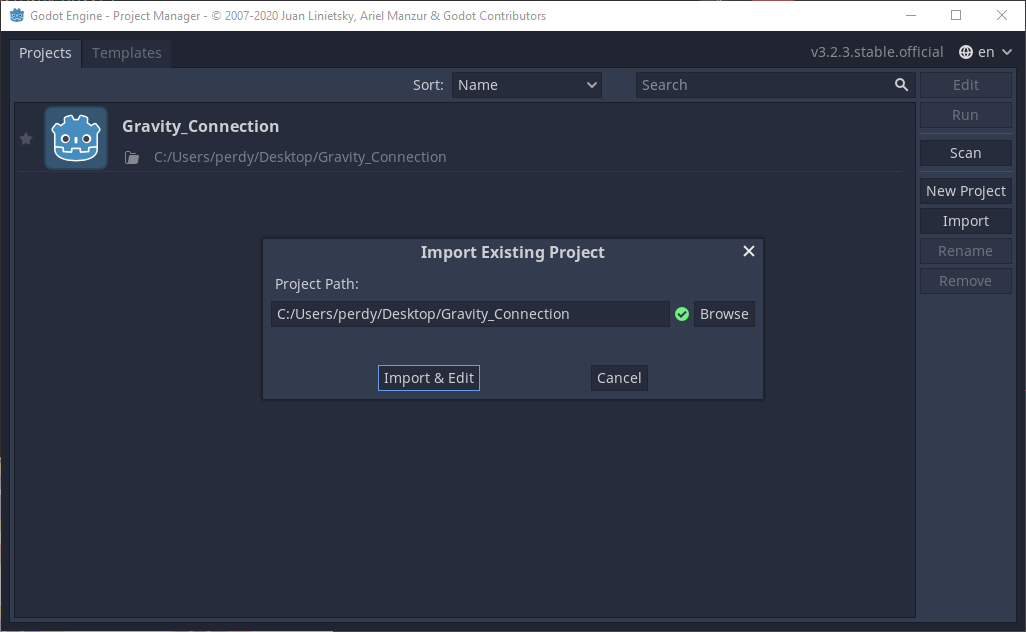 Godot Engine - Project Manager - © 2007-2020 Juan Linietsky, Ariel Manzur & Godot Contributors
Projects Templates v3.2.3.stable.official en
Sort: Name Search Edit
Run
Gravity_Connection
C:/Users/perdy/Desktop/Gravity_Connection
Scan
New Project
Import
Rename
Remove
Import Existing Project
Project Path:
C:/Users/perdy/Desktop/Gravity_Connection Browse
Import & Edit Cancel